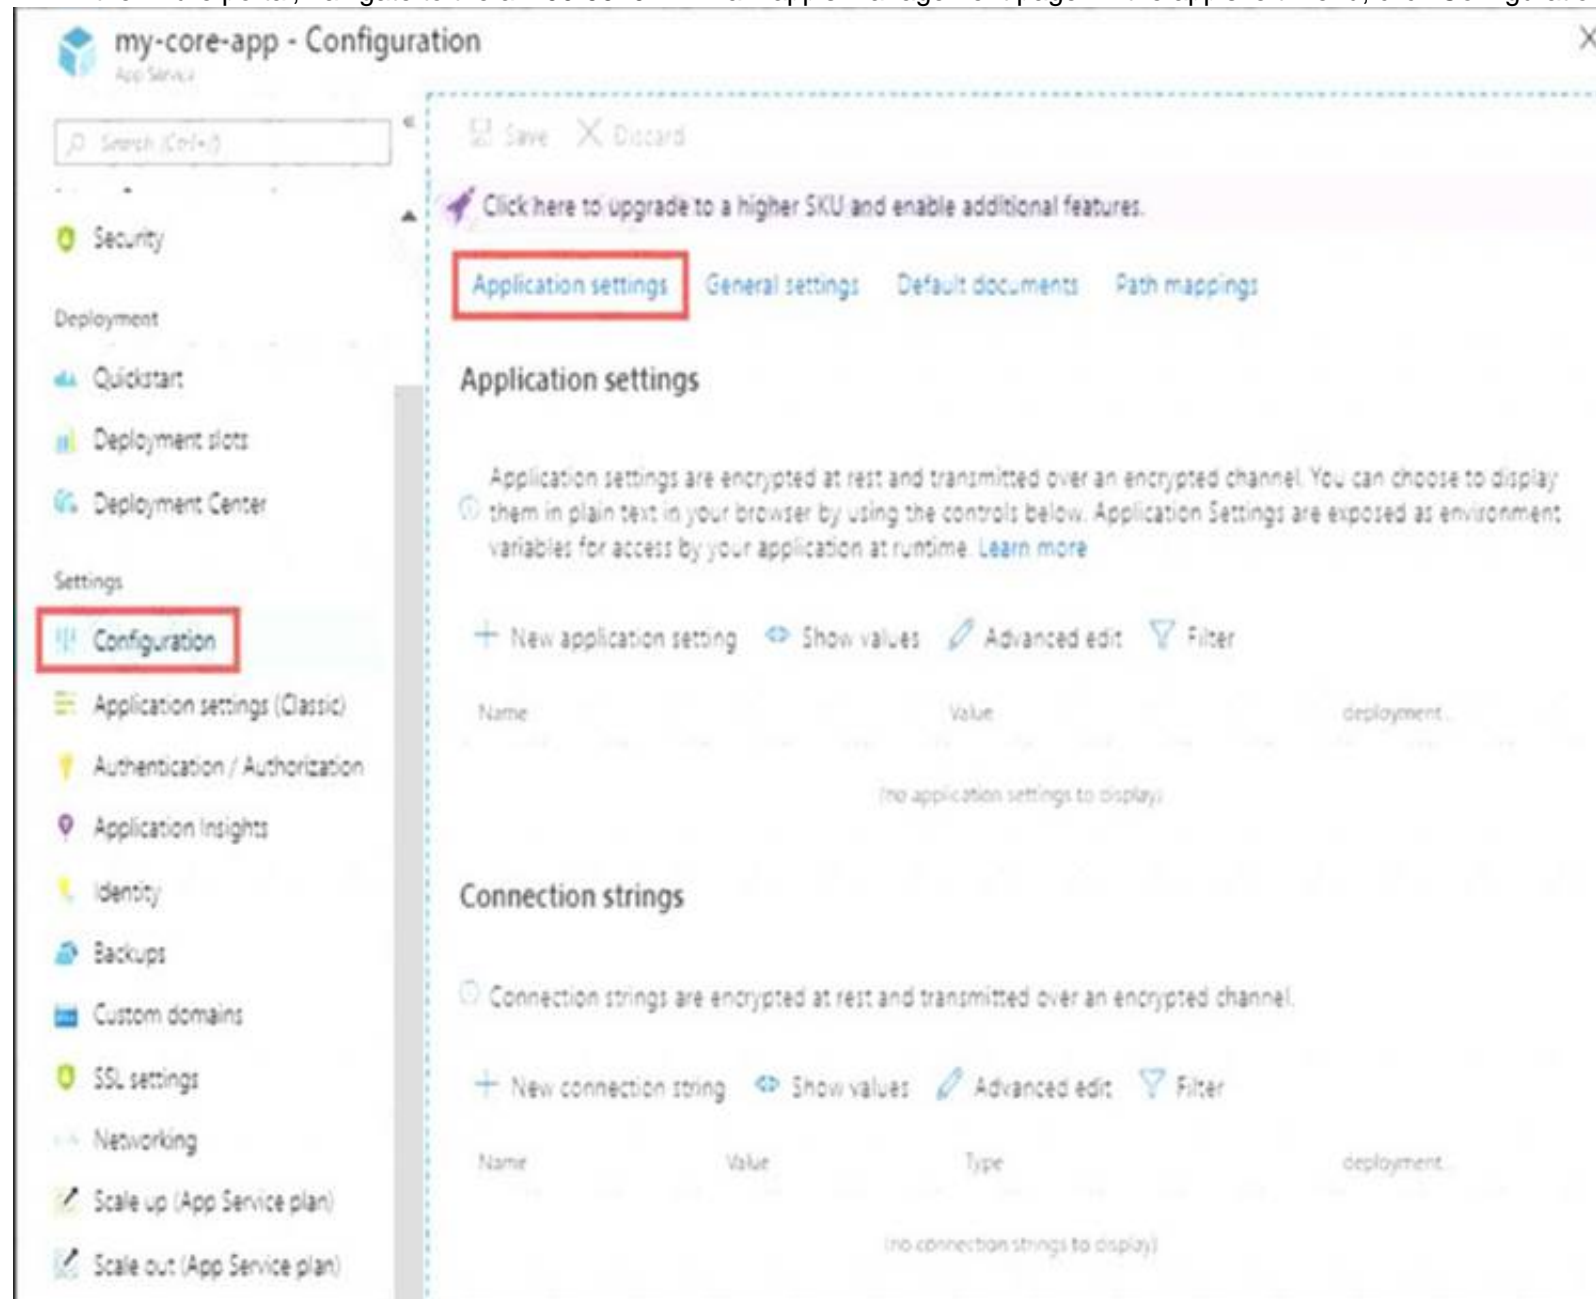 my-core-app - Configuration
App Service
Search (Ctrl+/)
«
Save Discard
Click here to upgrade to a higher SKU and enable additional features.
Security
Application settings General settings Default documents Path mappings
Deployment
Quickstart
Deployment slots
Deployment Center
Settings
Configuration
Application settings (Classic)
Authentication / Authorization
Application Insights
Identity
Backups
Custom domains
SSL settings
Networking
Scale up (App Service plan)
Scale out (App Service plan)
Application settings
Application settings are encrypted at rest and transmitted over an encrypted channel. You can choose to display
them in plain text in your browser by using the controls below. Application Settings are exposed as environment
variables for access by your application at runtime. Learn more
New application setting Show values Advanced edit Filter
Name Value deployment...
(no application settings to display)
Connection strings
Connection strings are encrypted at rest and transmitted over an encrypted channel.
New connection string Show values Advanced edit Filter
Name Value Type deployment...
(no connection strings to display)